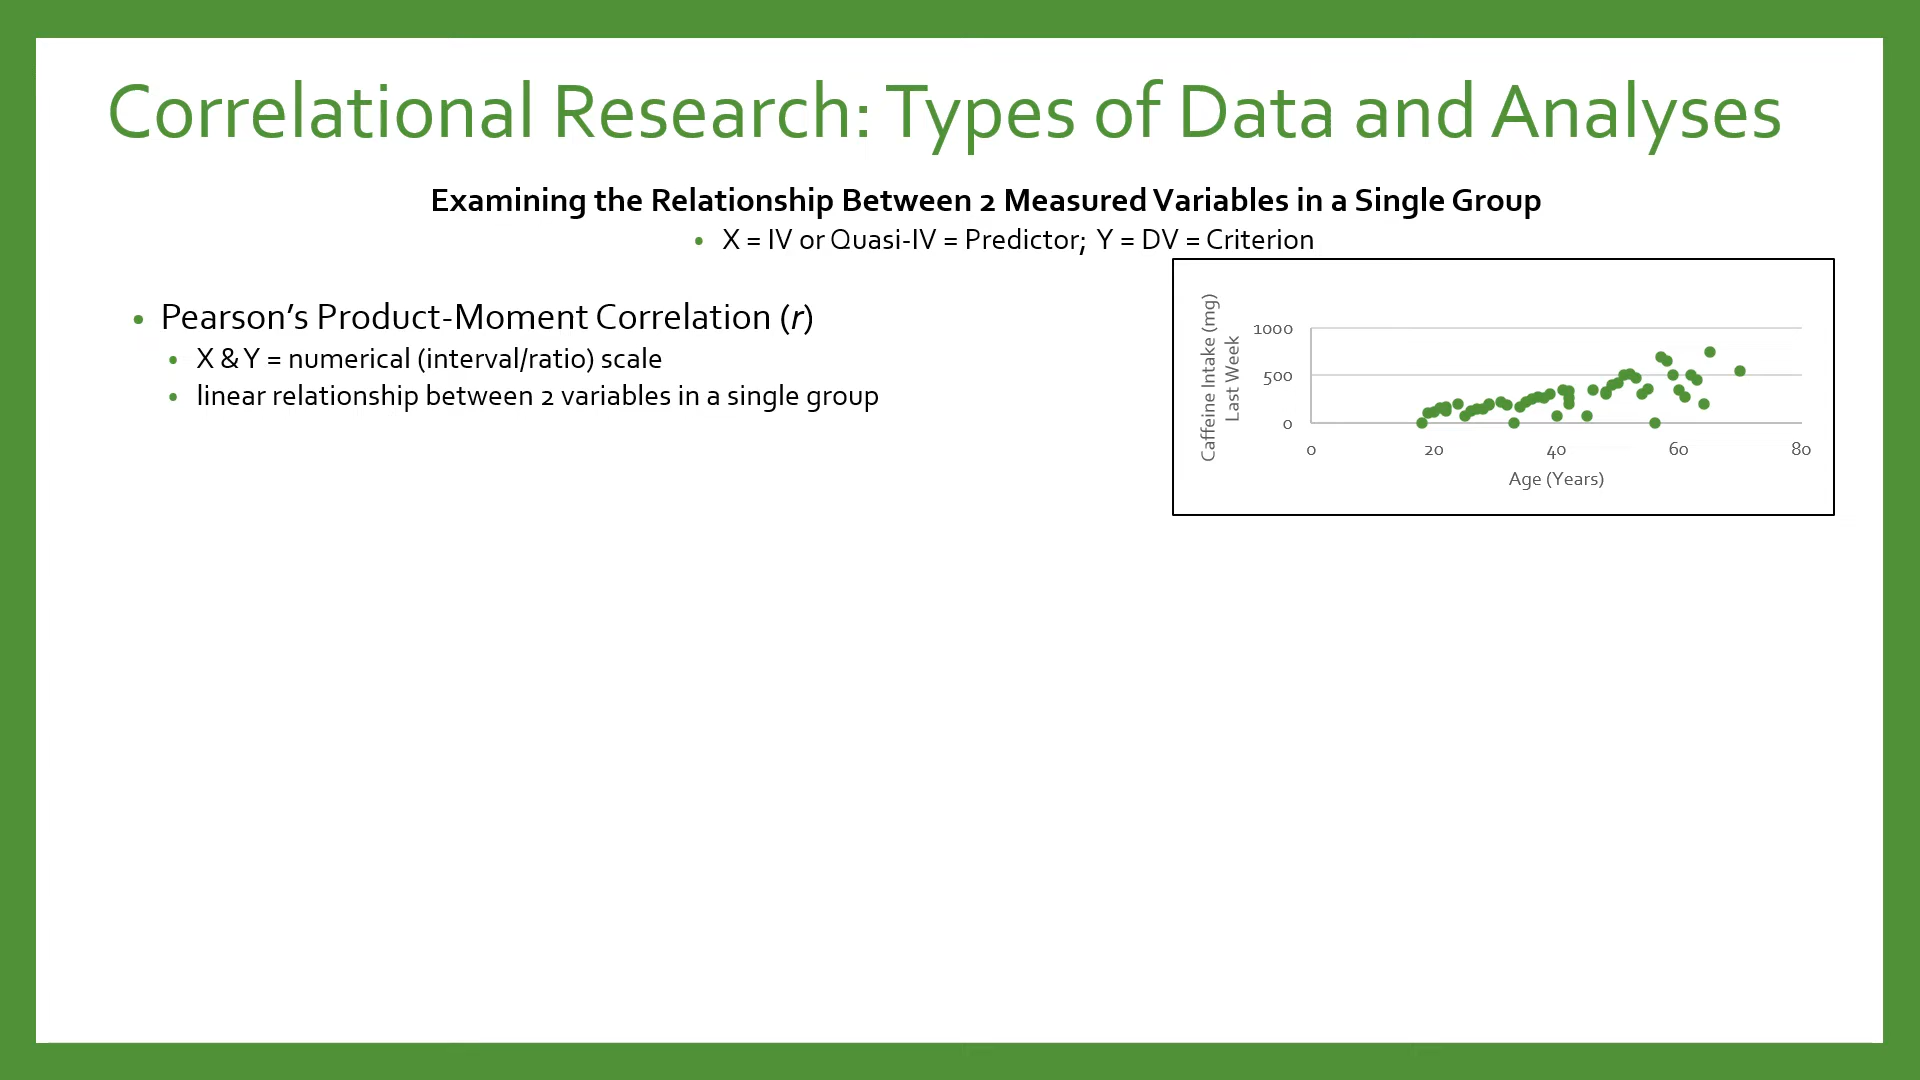 Correlational Research: Types of Data and Analyses
Examining the Relationship Between 2 Measured Variables in a Single Group
• X = IV or Quasi-IV = Predictor; Y = DV = Criterion
• Pearson’s Product-Moment Correlation (r)
• X & Y = numerical (interval/ratio) scale
• linear relationship between 2 variables in a single group
Caffeine Intake (mg)
Last Week
1000
500
0
0 20 40 60 80
Age (Years)